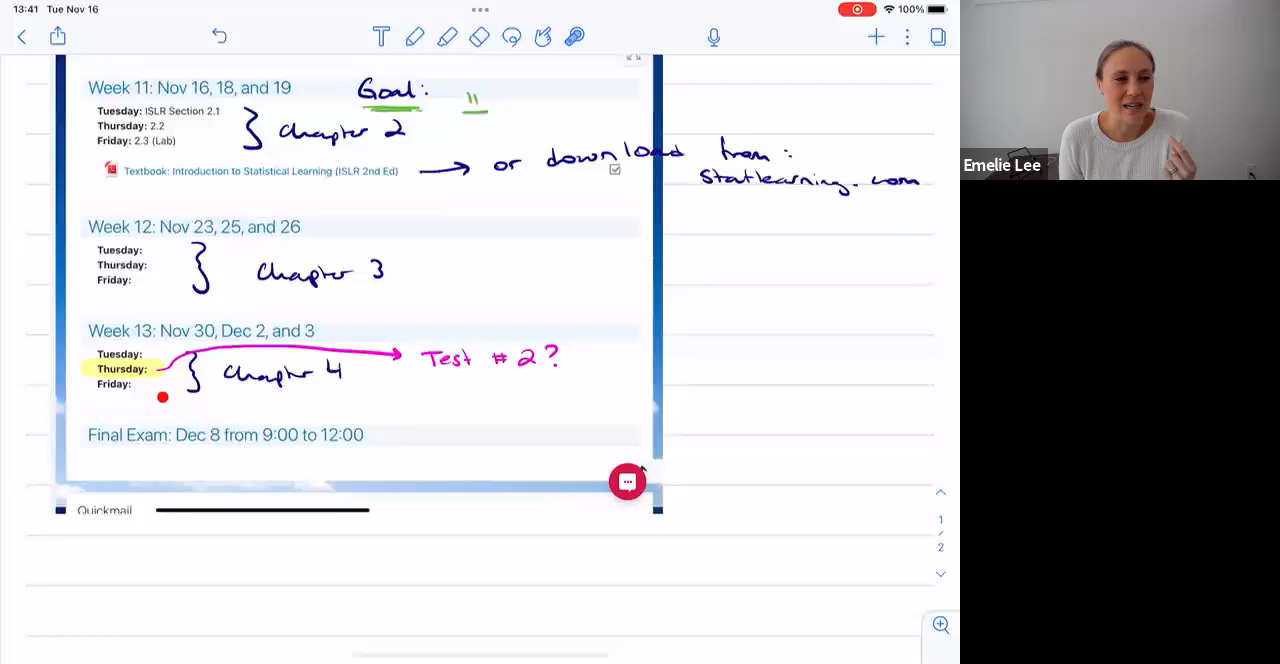 13:41 Tue Nov 16
100%
Week 11: Nov 16, 18, and 19
Goal:
Tuesday: ISLR Section 2.1
Thursday: 2.2
Friday: 2.3 (Lab)
Chapter 2
Textbook: Introduction to Statistical Learning (ISLR 2nd Ed)
or download from:
statlearning.com
Week 12: Nov 23, 25, and 26
Tuesday:
Thursday:
Friday:
Chapter 3
Week 13: Nov 30, Dec 2, and 3
Tuesday:
Thursday:
Friday:
Chapter 4
Test # 2?
Final Exam: Dec 8 from 9:00 to 12:00
Quickmail
1
/
2
Emelie Lee